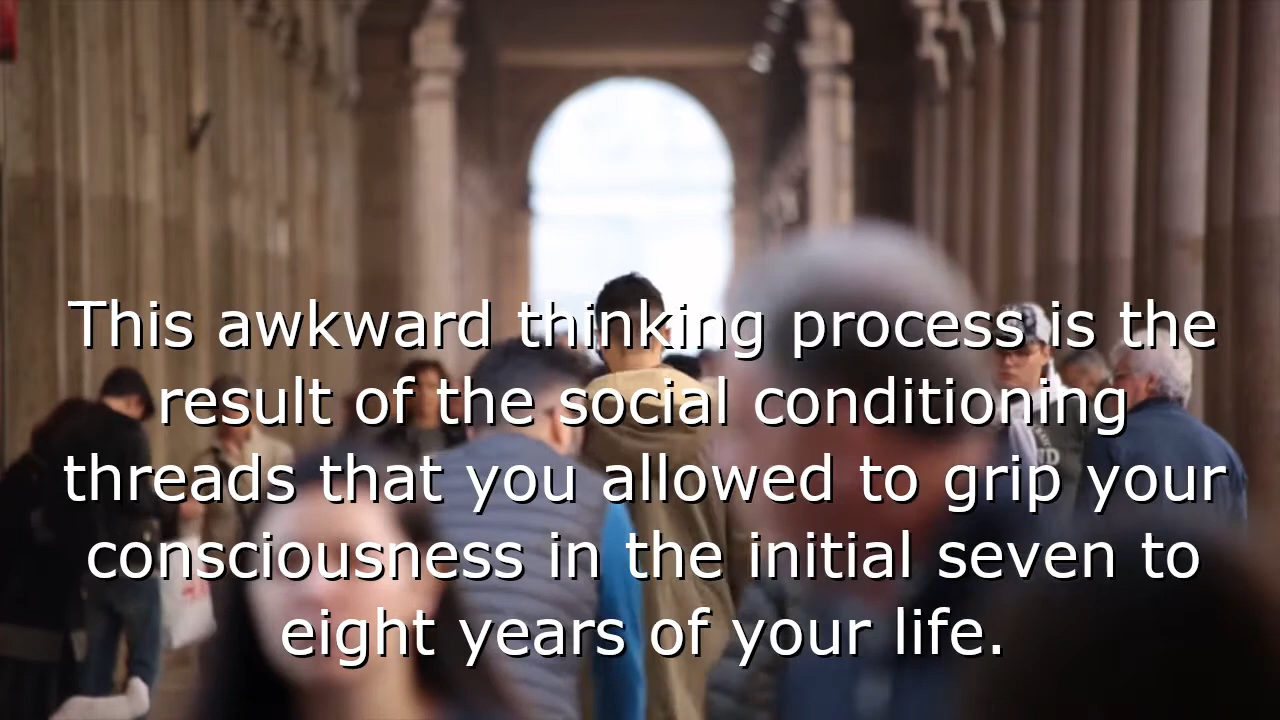 This awkward thinking process is the
result of the social conditioning
threads that you allowed to grip your
consciousness in the initial seven to
eight years of your life.